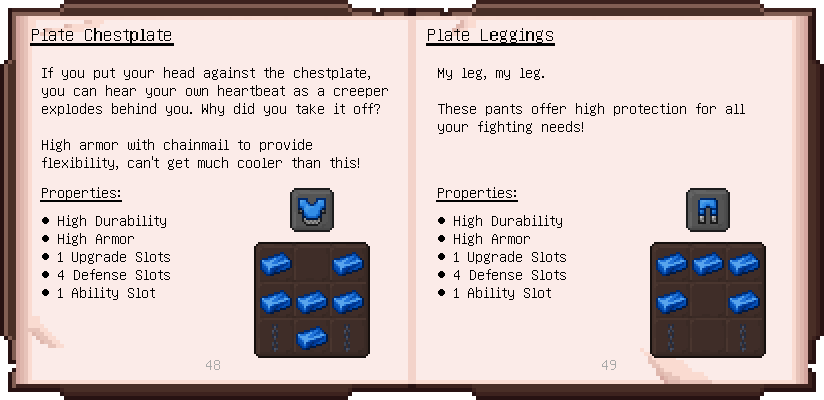 Plate Chestplate
If you put your head against the chestplate,
you can hear your own heartbeat as a creeper
explodes behind you. Why did you take it off?
High armor with chainmail to provide
flexibility, can't get much cooler than this!
Properties:
• High Durability
• High Armor
• 1 Upgrade Slots
• 4 Defense Slots
• 1 Ability Slot
48
Plate Leggings
My leg, my leg.
These pants offer high protection for all
your fighting needs!
Properties:
• High Durability
• High Armor
• 1 Upgrade Slots
• 4 Defense Slots
• 1 Ability Slot
49